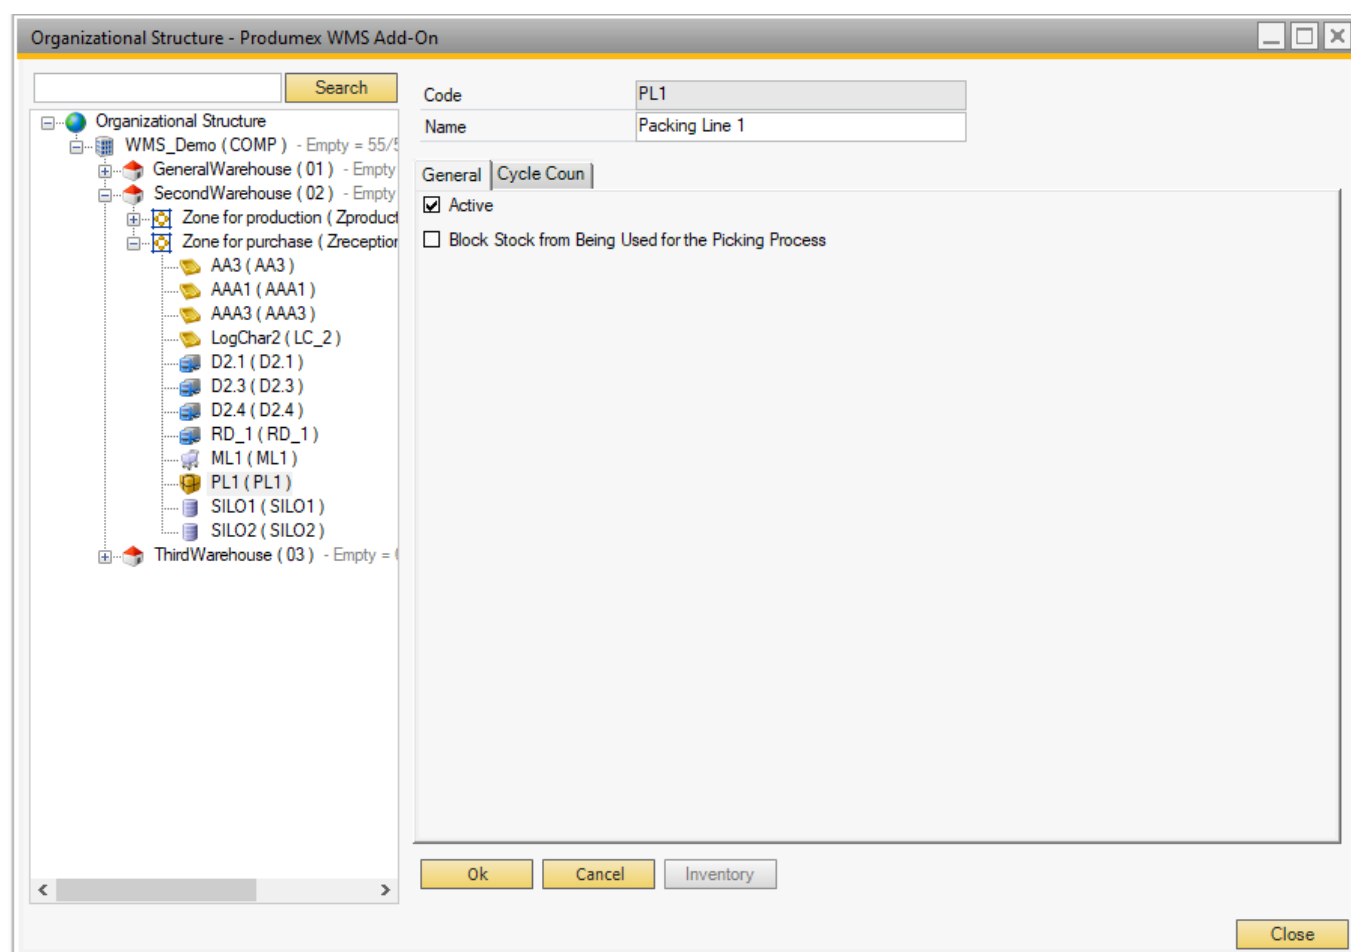 Organizational Structure - Produmex WMS Add-On
Search
Organizational Structure
WMS_Demo ( COMP ) - Empty = 55/5
GeneralWarehouse ( 01 ) - Empty
SecondWarehouse ( 02 ) - Empty
Zone for production ( Zproduct
Zone for purchase ( Zreception
AA3 ( AA3 )
AAA1 ( AAA1 )
AAA3 ( AAA3 )
LogChar2 ( LC_2 )
D2.1 ( D2.1 )
D2.3 ( D2.3 )
D2.4 ( D2.4 )
RD_1 ( RD_1 )
ML1 ( ML1 )
PL1 ( PL1 )
SILO1 ( SILO1 )
SILO2 ( SILO2 )
ThirdWarehouse ( 03 ) - Empty =
Code PL1
Name Packing Line 1
General Cycle Coun
Active
Block Stock from Being Used for the Picking Process
Ok Cancel Inventory
Close